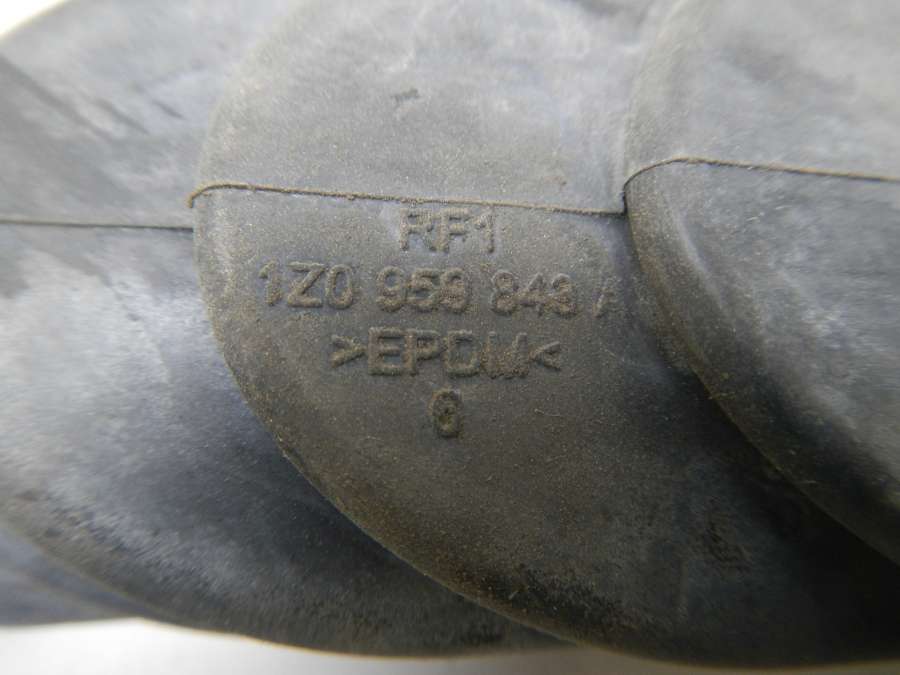 RF1
1Z0 959 843 A
>EPDM<
6